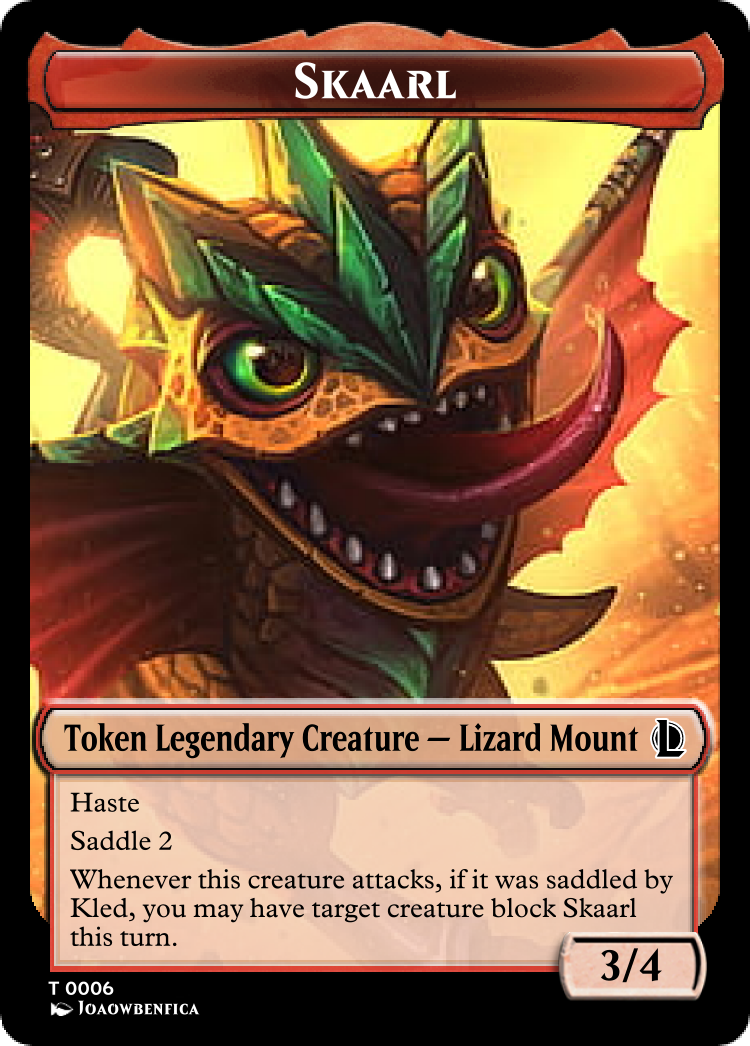 Skaarl
Token Legendary Creature — Lizard Mount
Haste
Saddle 2
Whenever this creature attacks, if it was saddled by
Kled, you may have target creature block Skaarl
this turn.
3/4
T 0006
Joaowbenfica